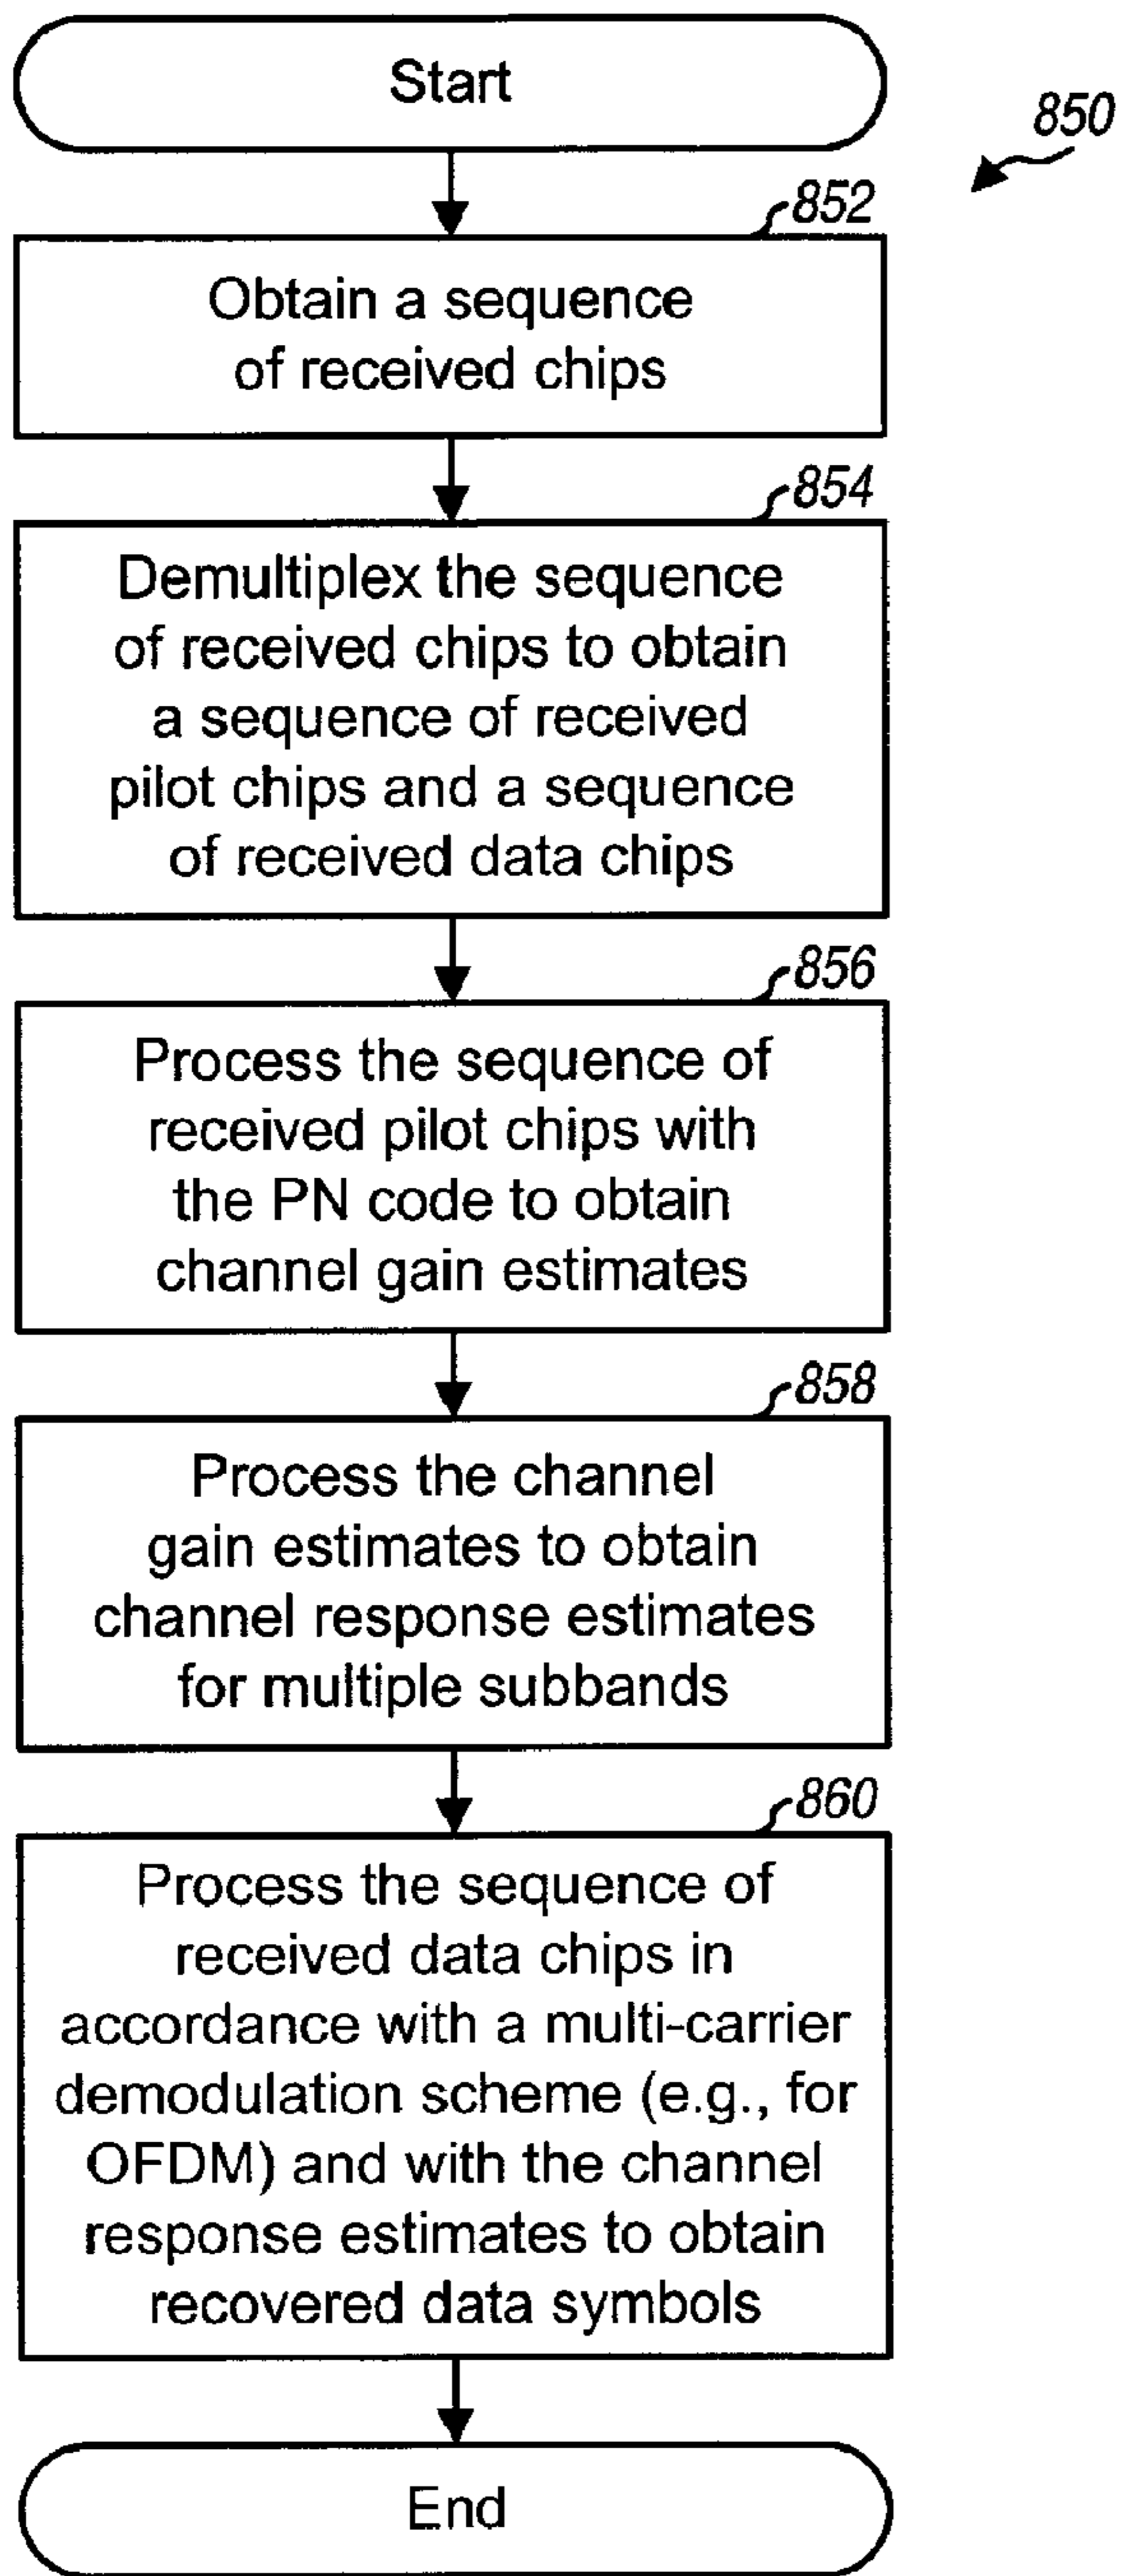 Start
850
852
Obtain a sequence
of received chips
854
Demultiplex the sequence
of received chips to obtain
a sequence of received
pilot chips and a sequence
of received data chips
856
Process the sequence of
received pilot chips with
the PN code to obtain
channel gain estimates
858
Process the channel
gain estimates to obtain
channel response estimates
for multiple subbands
860
Process the sequence of
received data chips in
accordance with a multi-carrier
demodulation scheme (e.g., for
OFDM) and with the channel
response estimates to obtain
recovered data symbols
End